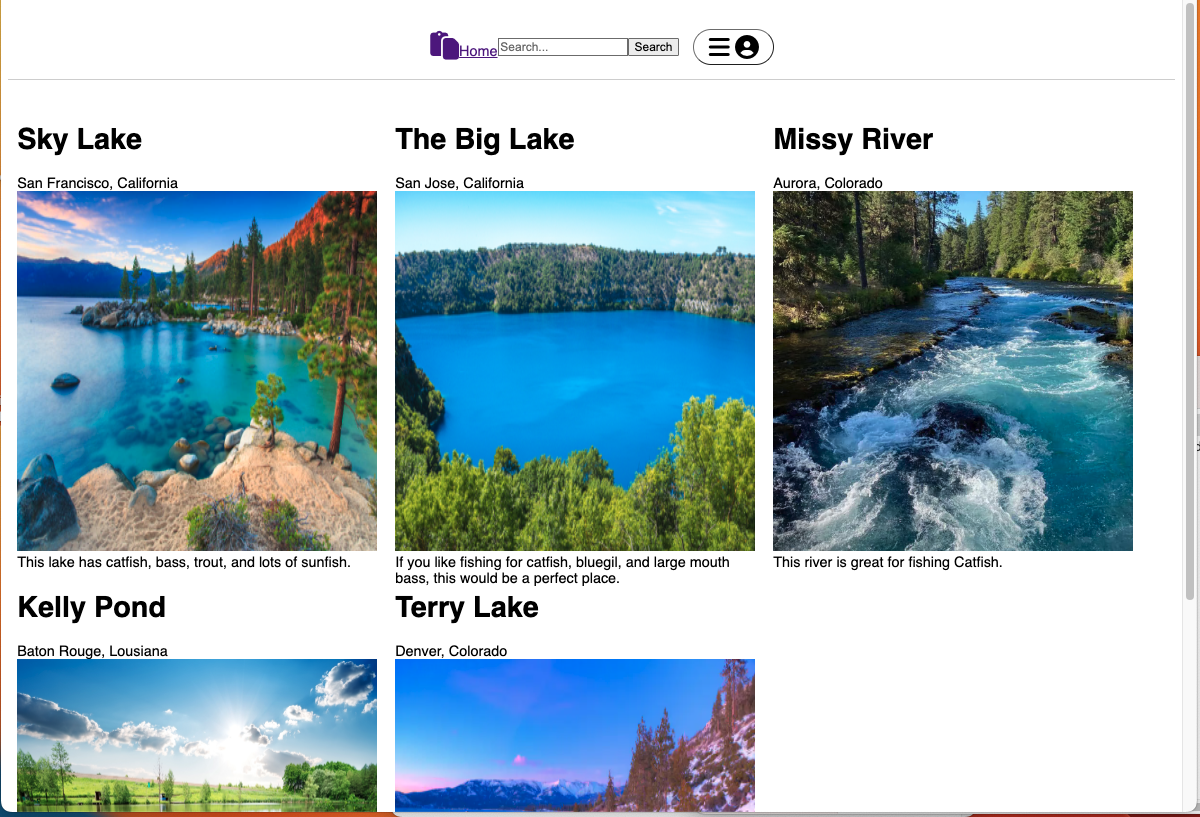 Home Search... Search
Sky Lake
San Francisco, California
This lake has catfish, bass, trout, and lots of sunfish.
The Big Lake
San Jose, California
If you like fishing for catfish, bluegil, and large mouth
bass, this would be a perfect place.
Missy River
Aurora, Colorado
This river is great for fishing Catfish.
Kelly Pond
Baton Rouge, Lousiana
Terry Lake
Denver, Colorado